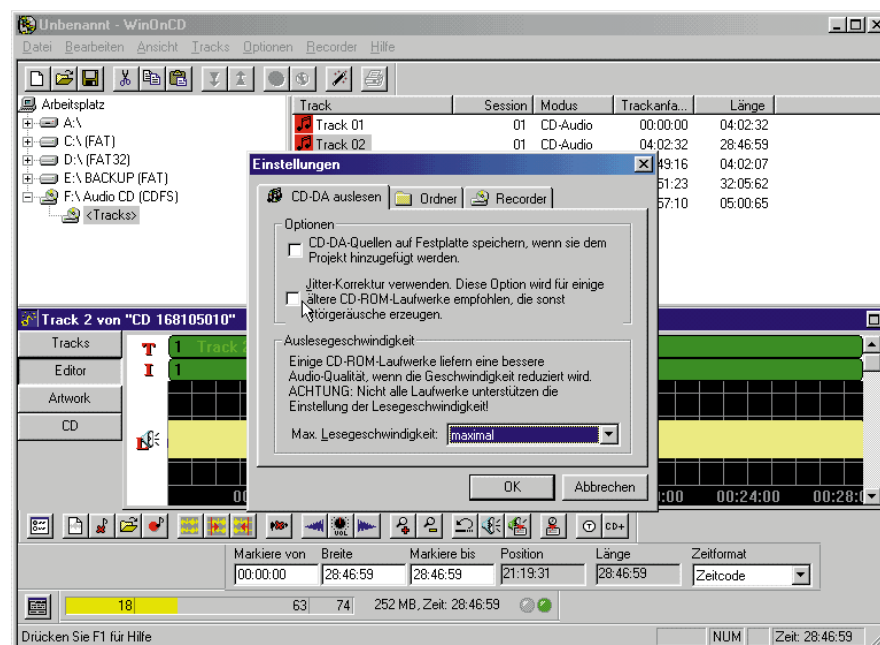 Unbenannt - WinOnCD
Datei Bearbeiten Ansicht Tracks Optionen Recorder Hilfe
Arbeitsplatz
A:\
C:\ (FAT)
D:\ (FAT32)
E:\ BACKUP (FAT)
F:\ Audio CD (CDFS)
<Tracks>
Track Session Modus Trackanfa... Länge
Track 01 01 CD-Audio 00:00:00 04:02:32
Track 02 01 CD-Audio 04:02:32 28:46:59
49:16 04:02:07
51:23 32:05:62
57:10 05:00:65
Einstellungen
CD-DA auslesen Ordner Recorder
Optionen
CD-DA-Quellen auf Festplatte speichern, wenn sie dem
Projekt hinzugefügt werden.
Jitter-Korrektur verwenden. Diese Option wird für einige
ältere CD-ROM-Laufwerke empfohlen, die sonst
Störgeräusche erzeugen.
Auslesegeschwindigkeit
Einige CD-ROM-Laufwerke liefern eine bessere
Audio-Qualität, wenn die Geschwindigkeit reduziert wird.
ACHTUNG: Nicht alle Laufwerke unterstützen die
Einstellung der Lesegeschwindigkeit!
Max. Lesegeschwindigkeit: maximal
OK Abbrechen
Track 2 von "CD 168105010"
Tracks
Editor
Artwork
CD
T 1 Track 2
I 1
L
00 :00 00:24:00 00:28:0
VOL T CD+
Markiere von Breite Markiere bis Position Länge Zeitformat
00:00:00 28:46:59 28:46:59 21:19:31 28:46:59 Zeitcode
18 63 74 252 MB, Zeit: 28:46:59
Drücken Sie F1 für Hilfe NUM Zeit: 28:46:59